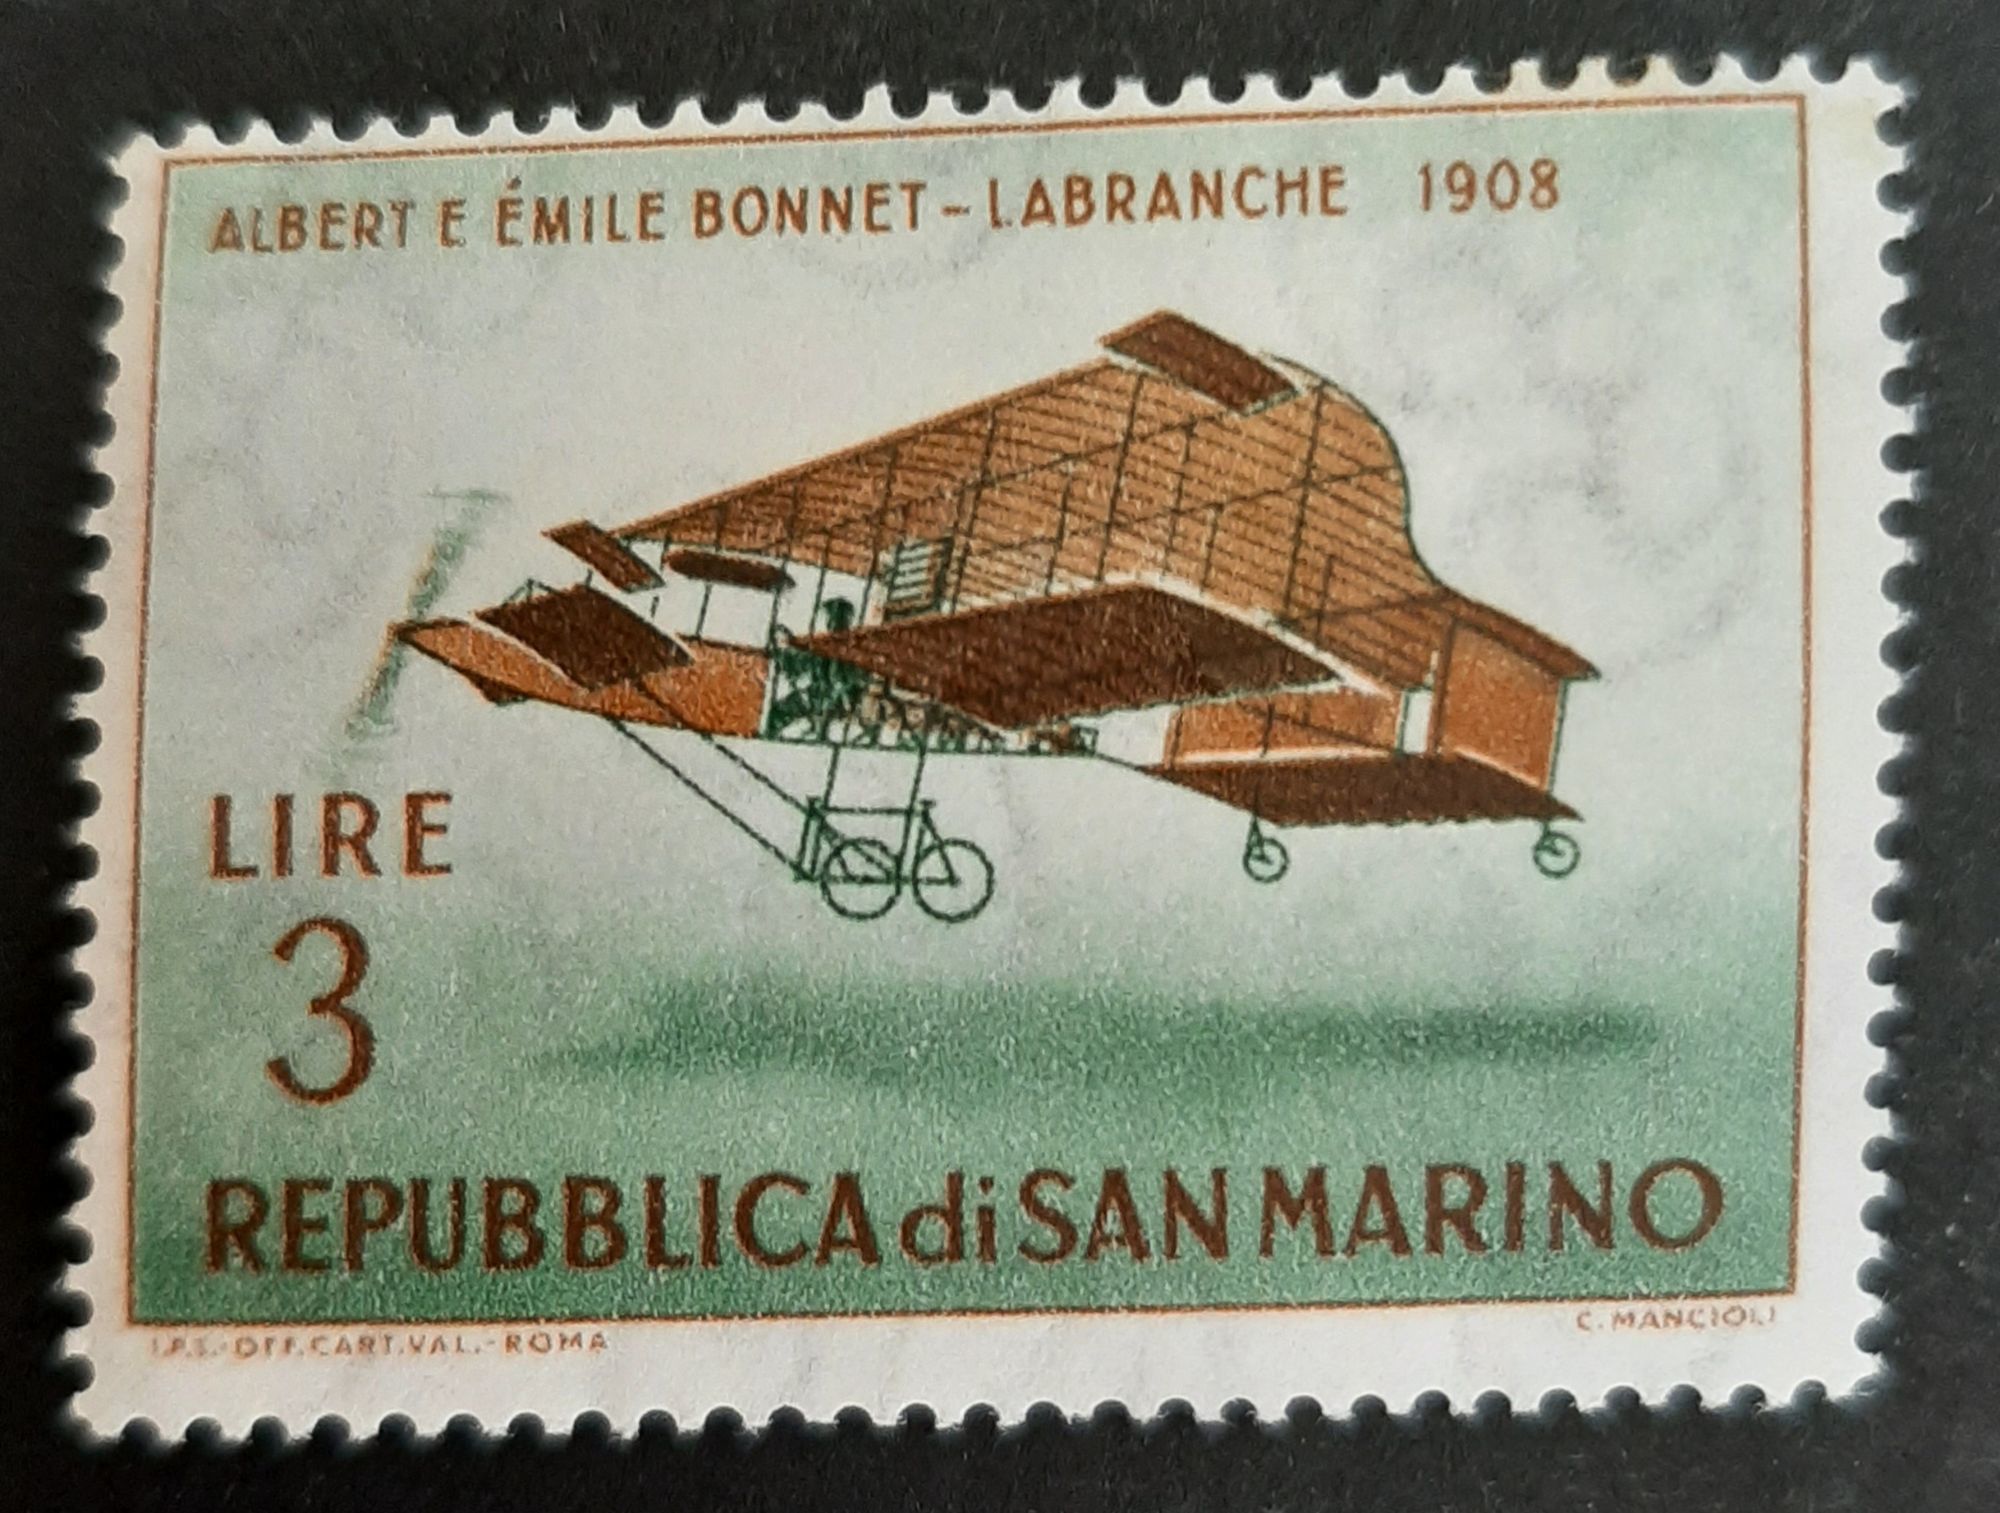 ALBERT E ÉMILE BONNET - LABRANCHE 1908
LIRE
3
REPUBBLICA di SAN MARINO
I.P.S.-OFF.CART.VAL.-ROMA
C. MANCIOLI